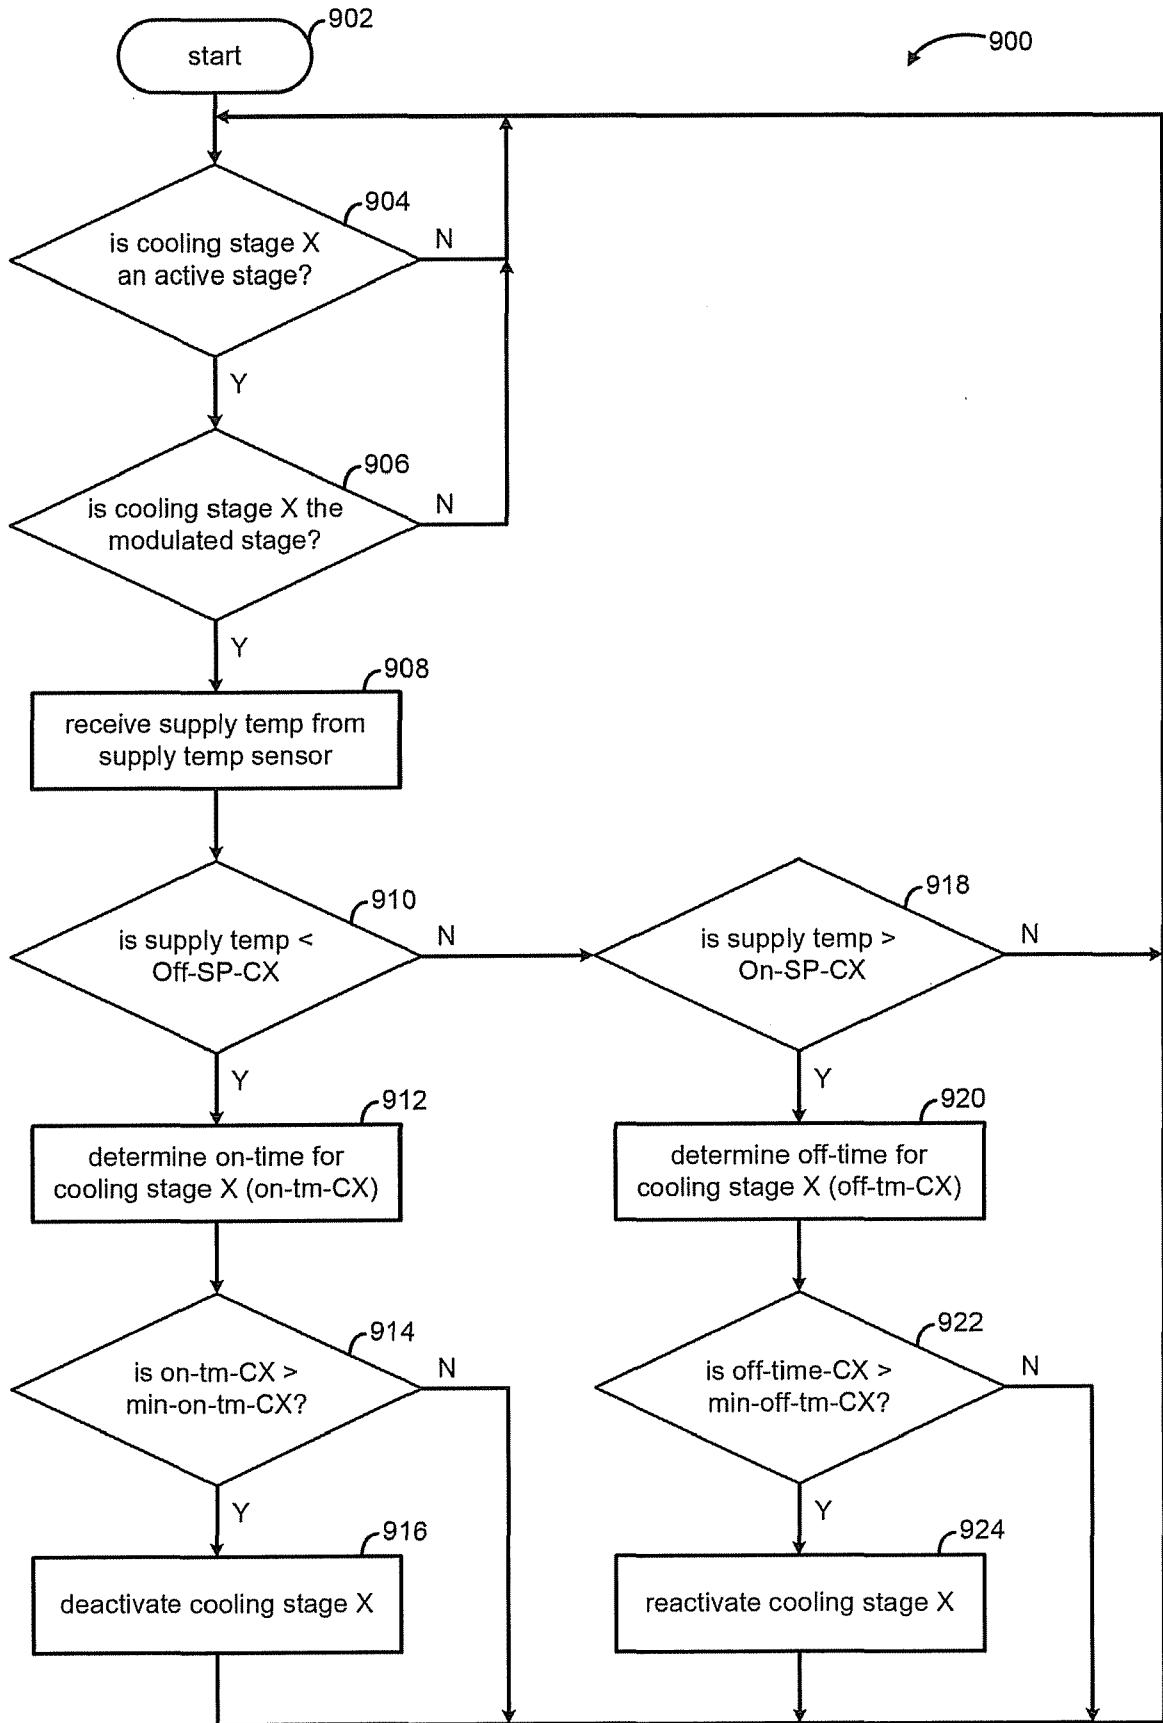 902
start
900
904
is cooling stage X
an active stage?
N
Y
906
is cooling stage X the
modulated stage?
N
Y
908
receive supply temp from
supply temp sensor
910
is supply temp <
Off-SP-CX
N
918
is supply temp >
On-SP-CX
N
Y
Y
912
determine on-time for
cooling stage X (on-tm-CX)
920
determine off-time for
cooling stage X (off-tm-CX)
914
is on-tm-CX >
min-on-tm-CX?
N
922
is off-time-CX >
min-off-tm-CX?
N
Y
Y
916
deactivate cooling stage X
924
reactivate cooling stage X